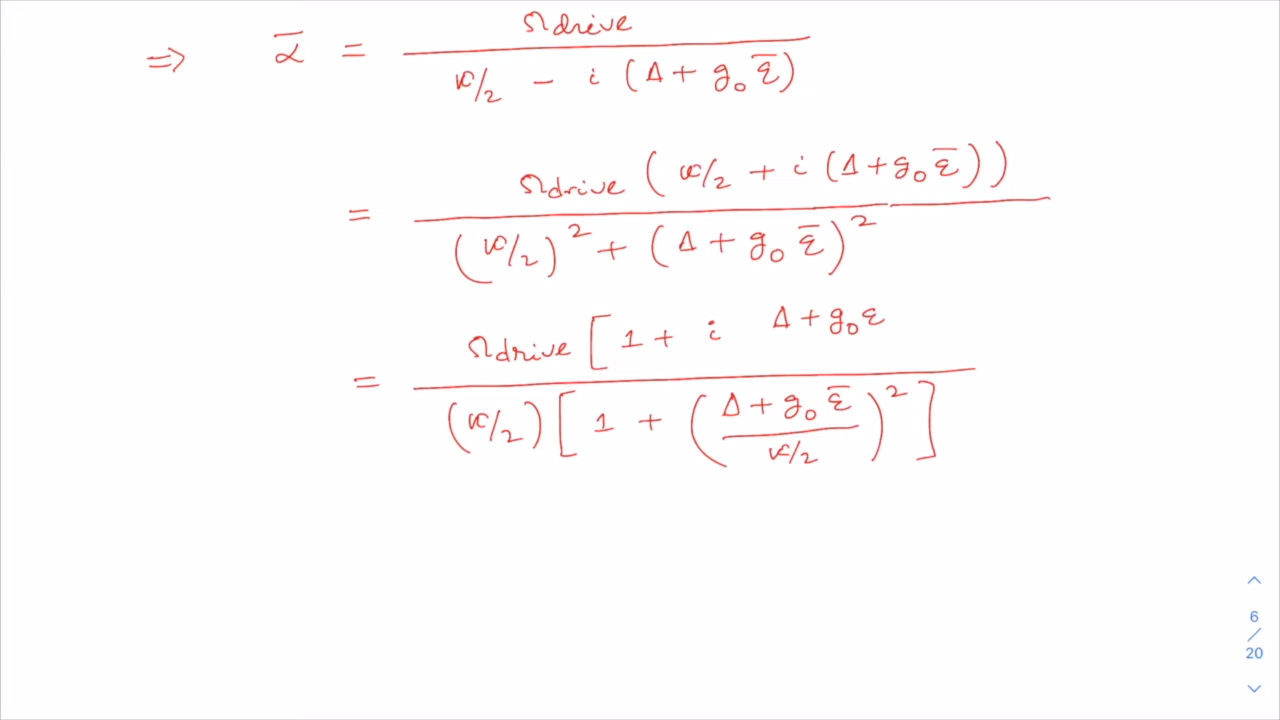 ⇒ ᾱ = Ωdrive / (κ/2 − i (Δ + g₀ ε̄))
= Ωdrive (κ/2 + i (Δ + g₀ ε̄)) / ((κ/2)² + (Δ + g₀ ε̄)²)
= Ωdrive [ 1 + i Δ + g₀ ε / (κ/2) [ 1 + ((Δ + g₀ ε̄) / (κ/2))² ]
6
/
20